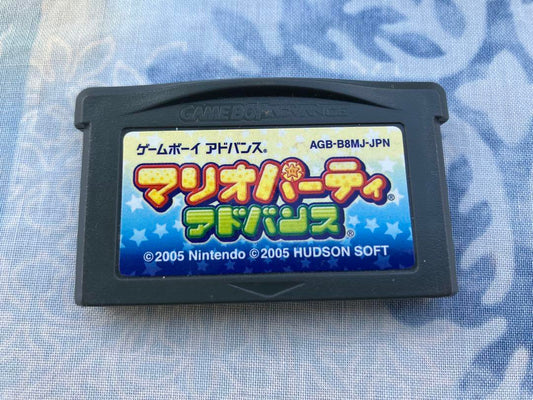 GAME BOY ADVANCE
ゲームボーイ アドバンス® AGB-B8MJ-JPN
マリオパーティ®
アドバンス®
©2005 Nintendo ©2005 HUDSON SOFT